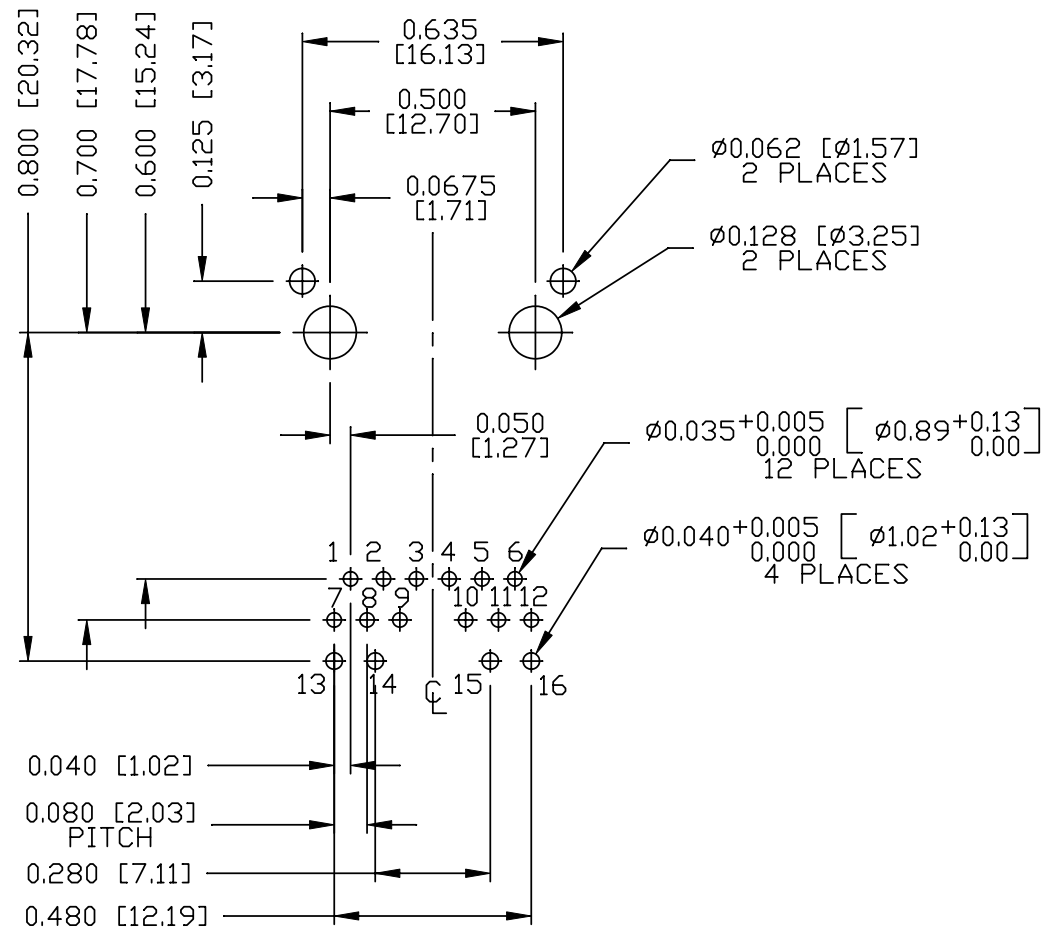 0.800 [20.32]
0.700 [17.78]
0.600 [15.24]
0.125 [3.17]
0.635
[16.13]
0.500
[12.70]
0.0675
[1.71]
ø0.062 [ø1.57]
2 PLACES
ø0.128 [ø3.25]
2 PLACES
0.050
[1.27]
ø0.035+0.005 [ø0.89+0.13]
0.000 0.00
12 PLACES
ø0.040+0.005 [ø1.02+0.13]
0.000 0.00
4 PLACES
1 2 3 4 5 6
7 8 9 10 11 12
13 14 CL 15 16
0.040 [1.02]
0.080 [2.03]
PITCH
0.280 [7.11]
0.480 [12.19]